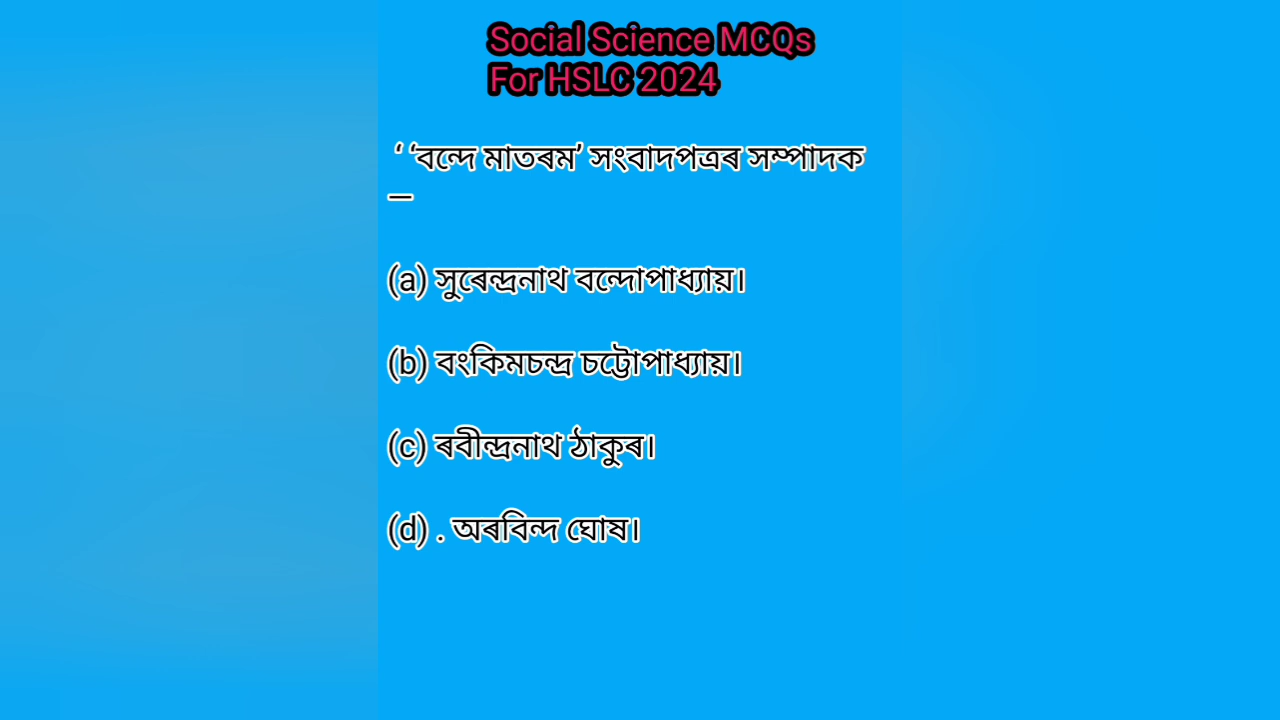 Social Science MCQs
For HSLC 2024
‘ ‘বন্দে মাতৰম’ সংবাদপত্ৰৰ সম্পাদক
—
(a) সুৰেন্দ্ৰনাথ বন্দোপাধ্যায়।
(b) বংকিমচন্দ্ৰ চট্টোপাধ্যায়।
(c) ৰবীন্দ্ৰনাথ ঠাকুৰ।
(d) . অৰবিন্দ ঘোষ।